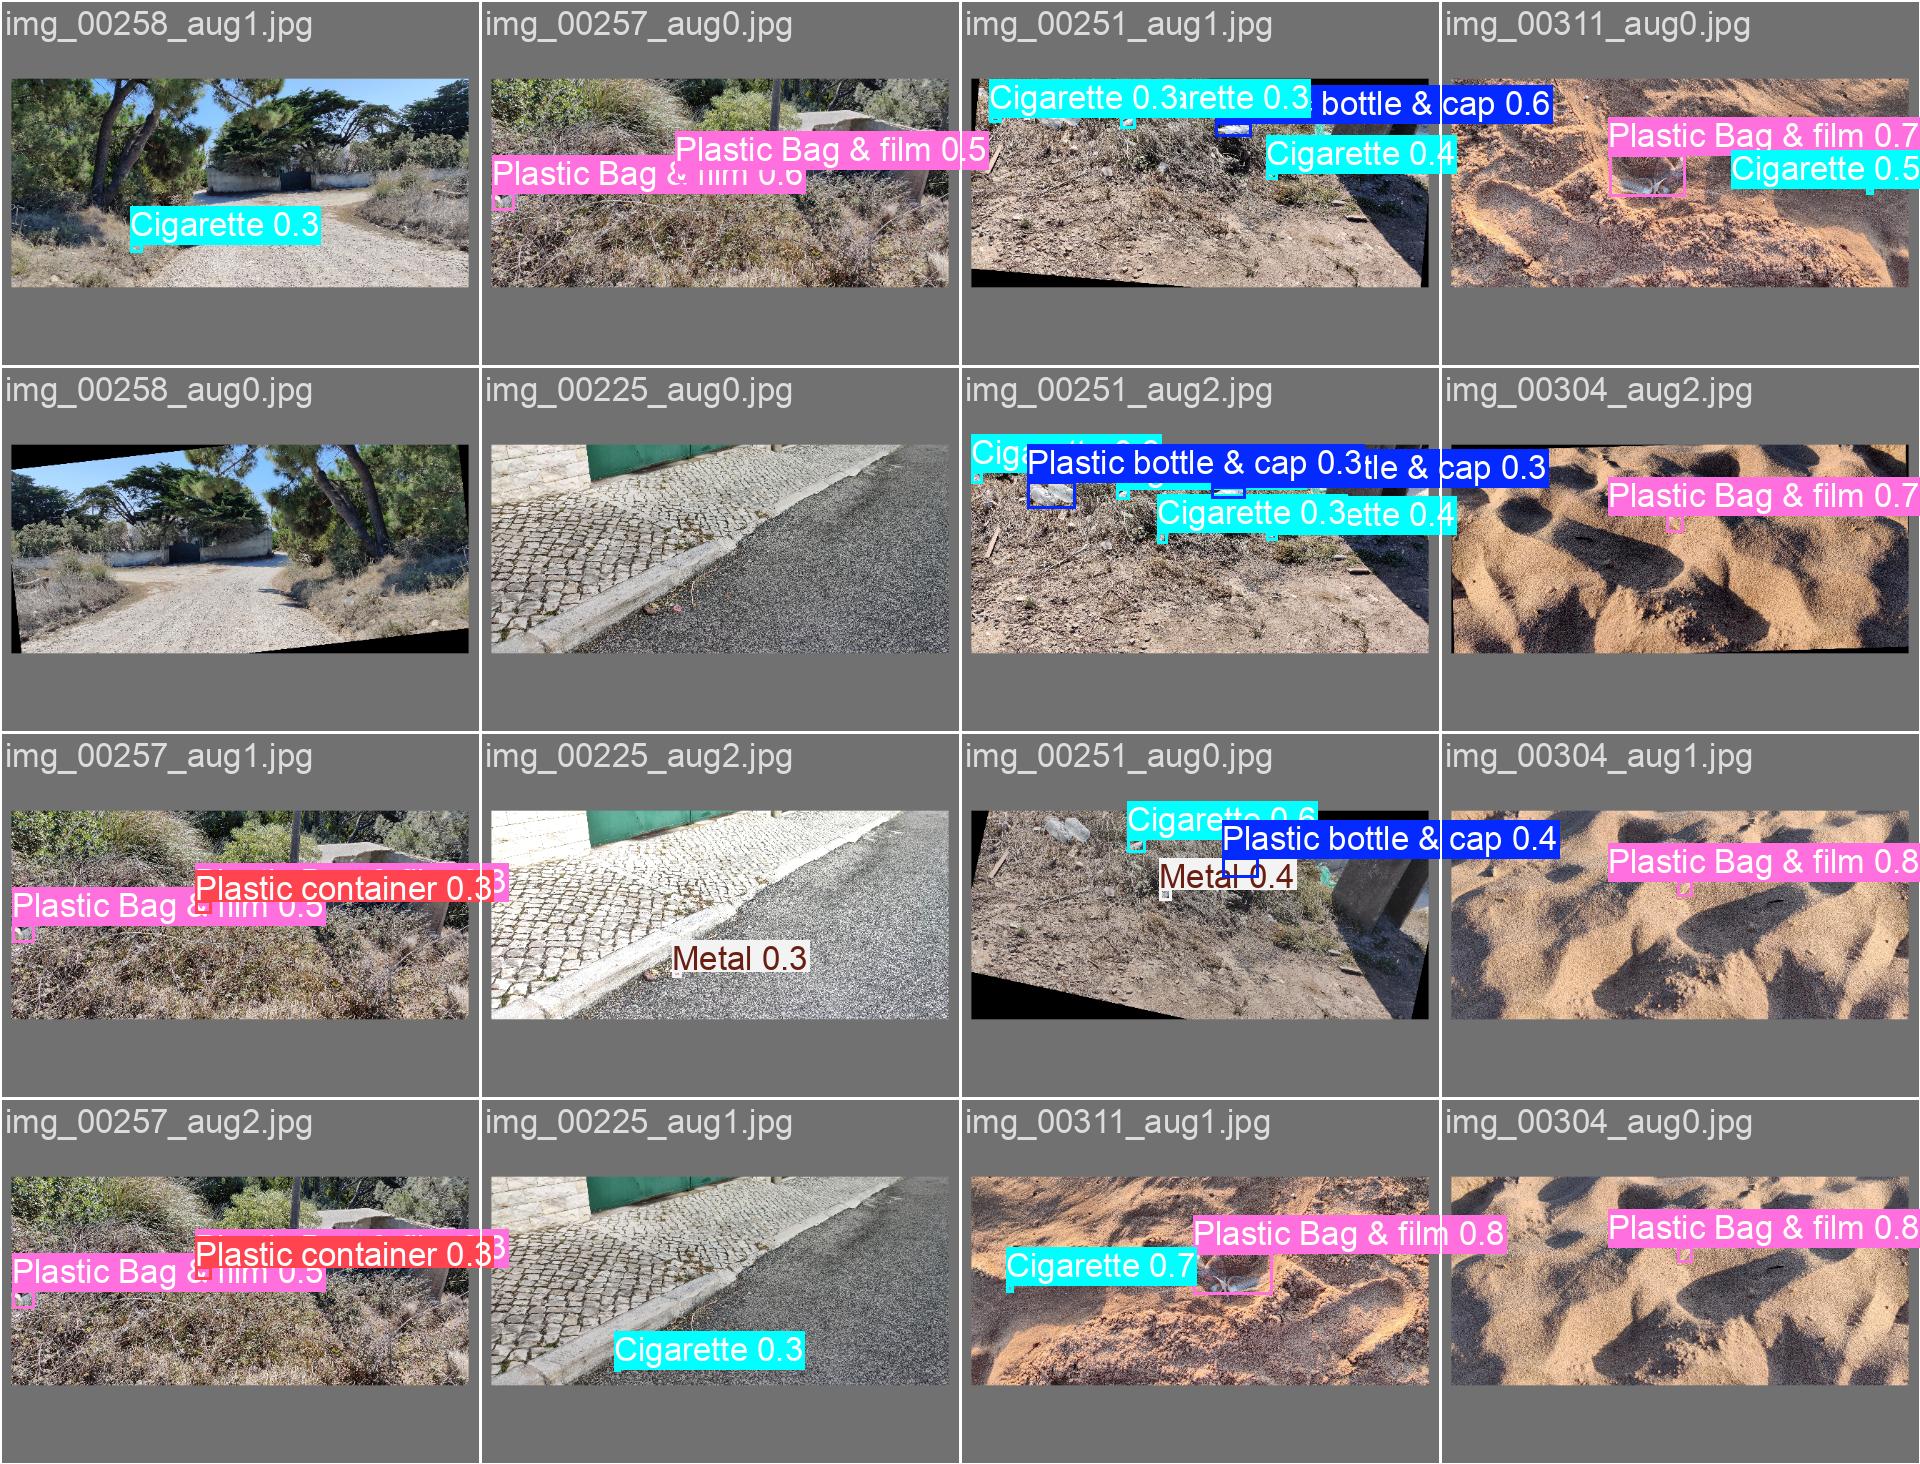 img_00258_aug1.jpg
Cigarette 0.3
img_00257_aug0.jpg
Plastic Bag & film 0.5
Plastic Bag & film 0.6
img_00251_aug1.jpg
Cigarette 0.3
arette 0.3
bottle & cap 0.6
Cigarette 0.4
img_00311_aug0.jpg
Plastic Bag & film 0.7
Cigarette 0.5
img_00258_aug0.jpg
img_00225_aug0.jpg
img_00251_aug2.jpg
Plastic bottle & cap 0.3
tle & cap 0.3
Cigarette 0.3
ette 0.4
img_00304_aug2.jpg
Plastic Bag & film 0.7
img_00257_aug1.jpg
Plastic container 0.3
3
Plastic Bag & film 0.5
img_00225_aug2.jpg
Metal 0.3
img_00251_aug0.jpg
Cigarette 0.6
Plastic bottle & cap 0.4
Metal 0.4
img_00304_aug1.jpg
Plastic Bag & film 0.8
img_00257_aug2.jpg
Plastic container 0.3
3
Plastic Bag & film 0.5
img_00225_aug1.jpg
Cigarette 0.3
img_00311_aug1.jpg
Plastic Bag & film 0.8
Cigarette 0.7
img_00304_aug0.jpg
Plastic Bag & film 0.8